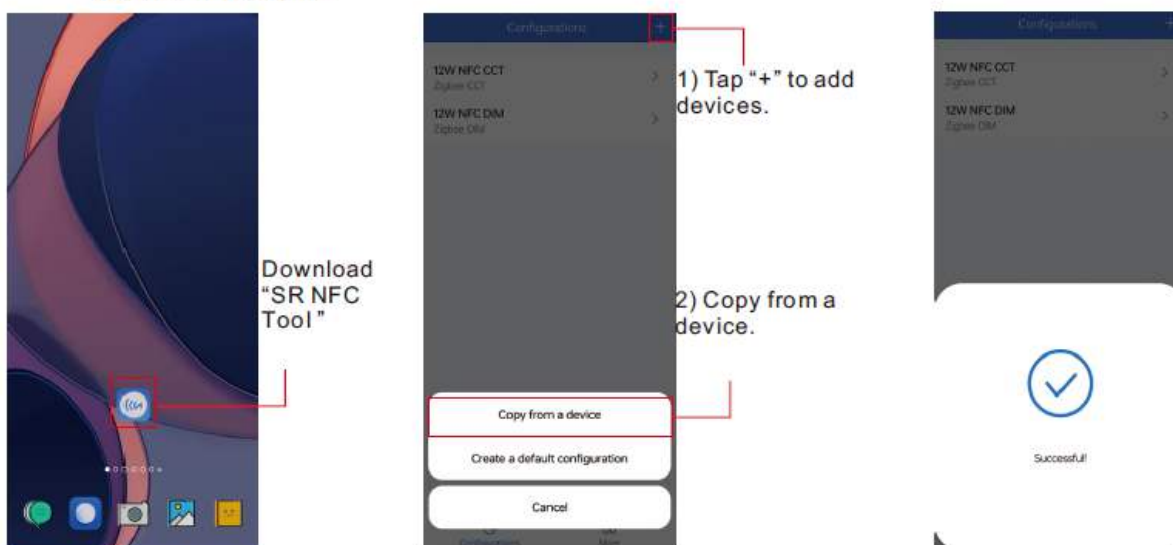 Download
“SR NFC
Tool”
Configurations
+
12W NFC CCT
Zigbee CCT
12W NFC DIM
Zigbee DIM
Copy from a device
Create a default configuration
Cancel
Configurations
More
1) Tap “+” to add
devices.
2) Copy from a
device.
Configurations
+
12W NFC CCT
Zigbee CCT
12W NFC DIM
Zigbee DIM
Successful!